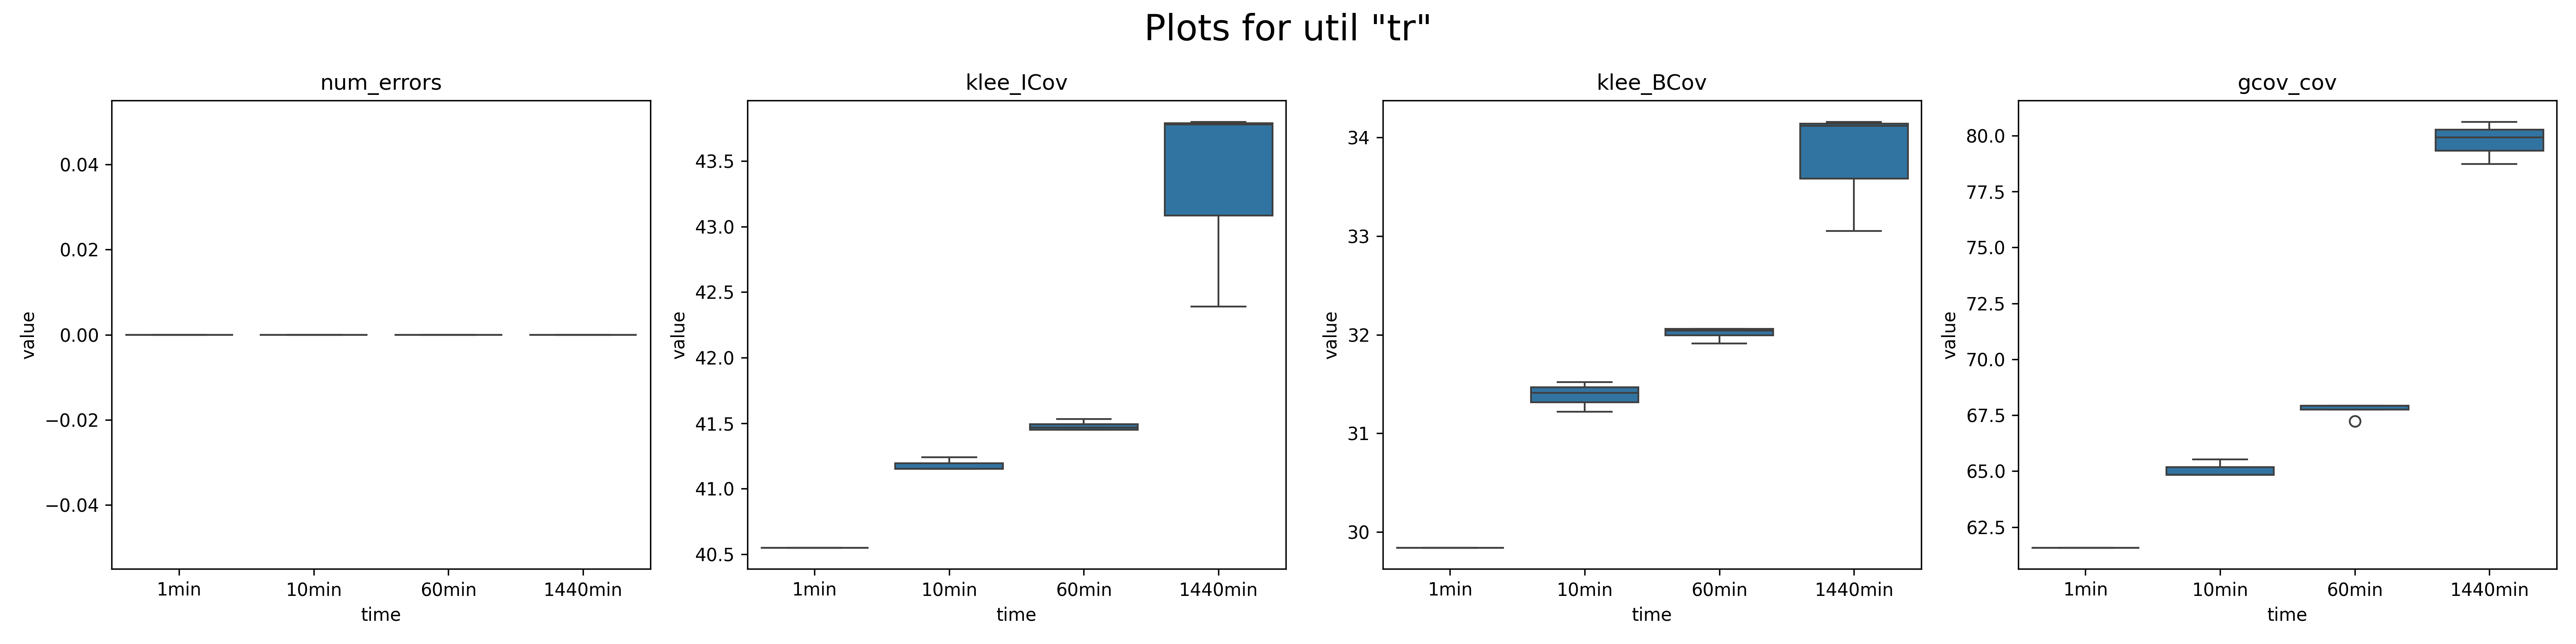 Plots for util "tr"
num_errors
value
0.04
0.02
0.00
−0.02
−0.04
1min 10min 60min 1440min
time
klee_ICov
value
43.5
43.0
42.5
42.0
41.5
41.0
40.5
1min 10min 60min 1440min
time
klee_BCov
value
34
33
32
31
30
1min 10min 60min 1440min
time
gcov_cov
value
80.0
77.5
75.0
72.5
70.0
67.5
65.0
62.5
1min 10min 60min 1440min
time